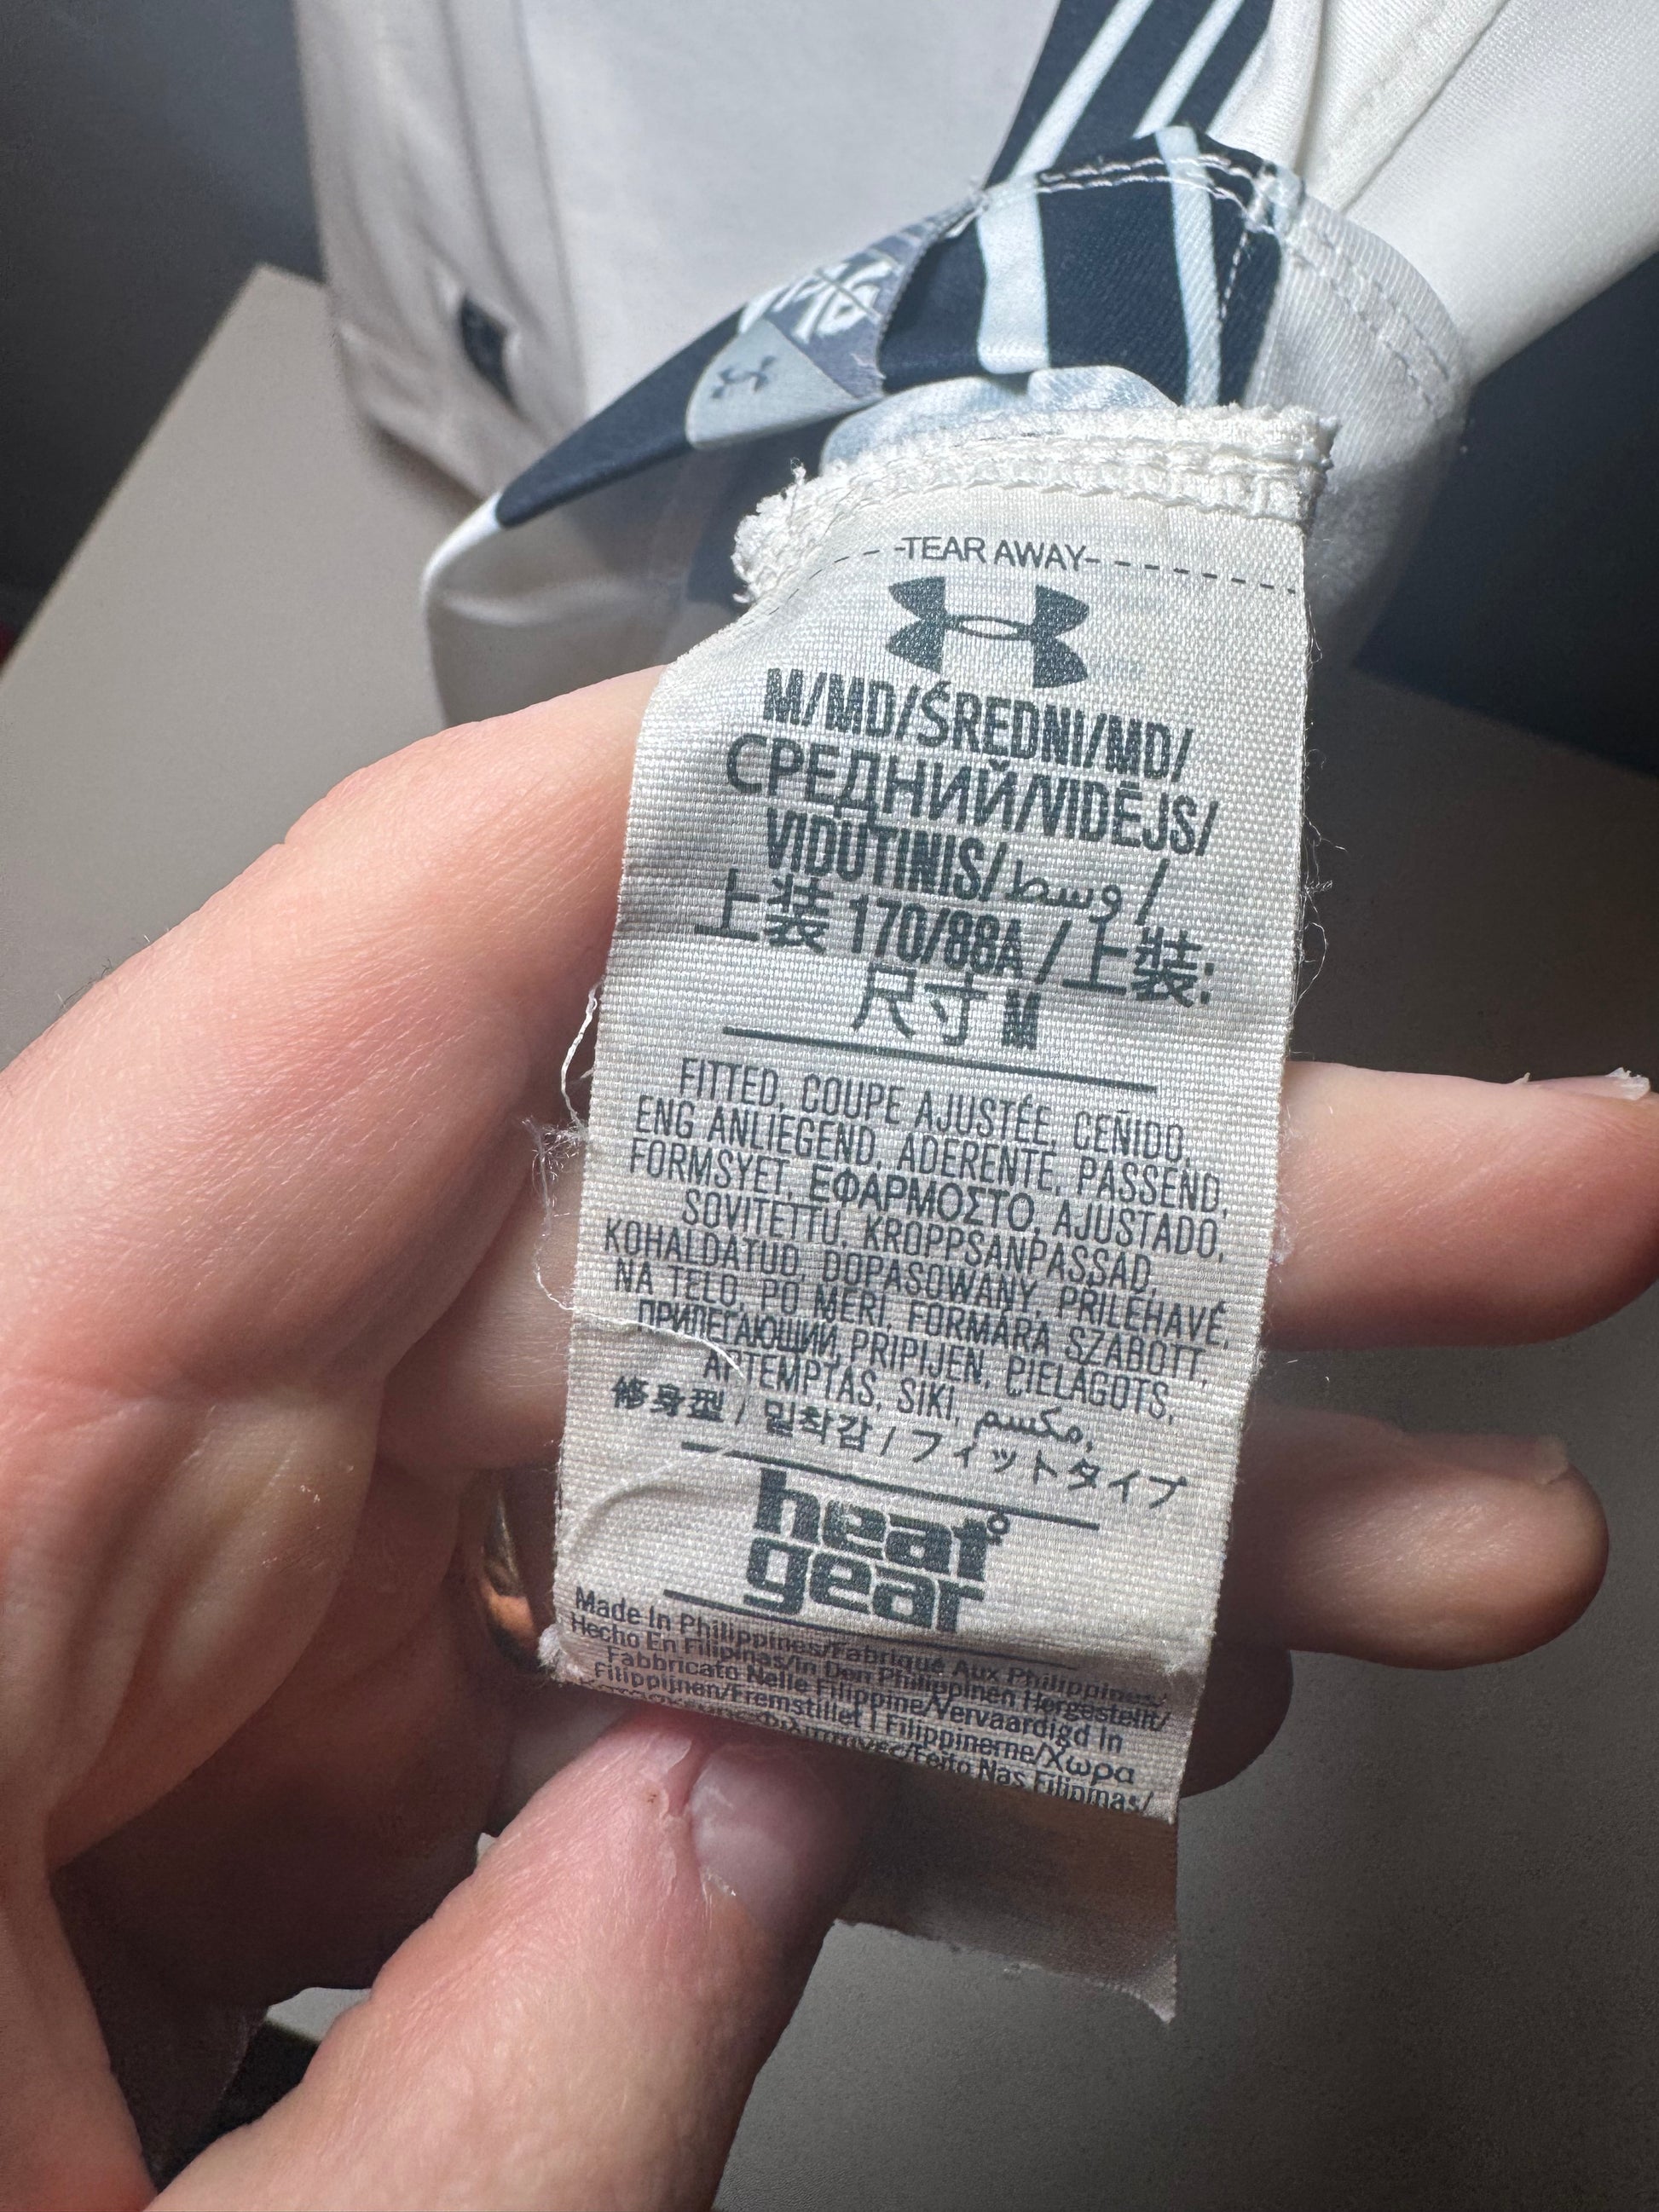 -TEAR AWAY-
M/MD/ŚREDNI/MD/
СРЕДНИЙ/VIDĒJS/
VIDUTINIS/وسط/
上装 170/88A / 上裝:
尺寸 M
FITTED, COUPE AJUSTÉE, CEÑIDO,
ENG ANLIEGEND, ADERENTE, PASSEND,
FORMSYET, ΕΦΑΡΜΟΣΤΟ, AJUSTADO,
SOVITETTU, KROPPSANPASSAD,
KOHALDATUD, DOPASOWANY, PŘILÉHAVÉ,
NA TELO, PO MERI, FORMÁRA SZABOTT,
ПРИЛЕГАЮЩИЙ, PRIPIJEN, PIELĀGOTS,
APTEMPTAS, SIKI, مكسم,
修身型 / 밀착감 / フィットタイプ
heat
gear
Made In Philippines/Fabriqué Aux Philippines/
Hecho En Filipinas/In Den Philippinen Hergestellt/
Fabbricato Nelle Filippine/Vervaardigd In
Filippijnen/Fremstillet I Filippinerne/Χωρα
Feito Nas Filipinas/